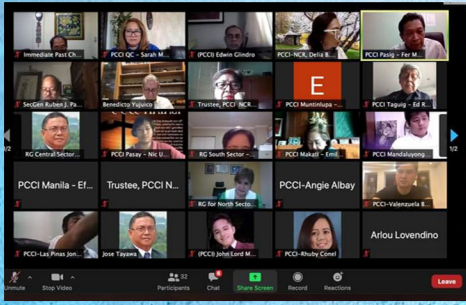 Immediate Past Ch...
PCCI QC - Sarah M...
(PCCI) Edwin Glindro
PCCI-NCR, Delia B...
PCCI Pasig - Fer M...
SecGen Ruben J. Pa...
Benedicto Yujuico
Trustee, PCCI -NCR...
E
PCCI Muntinlupa -...
PCCI Taguig - Ed R...
1/2
1/2
RG Central Sector...
PCCI Pasay - Nic U...
RG South Sector -...
PCCI Makati - Emil...
PCCI Mandaluyong
PCCI Manila - Ef...
Trustee, PCCI N...
RG for North Secto...
PCCI-Angie Albay
PCCI-Valenzuela B...
PCCI-Las Pinas Jon...
Jose Tayawa
(PCCI) John Lord M...
PCCI-Rhuby Conel
Arlou Lovendino
Unmute
Stop Video
Participants
32
Chat
Share Screen
Record
Reactions
Leave